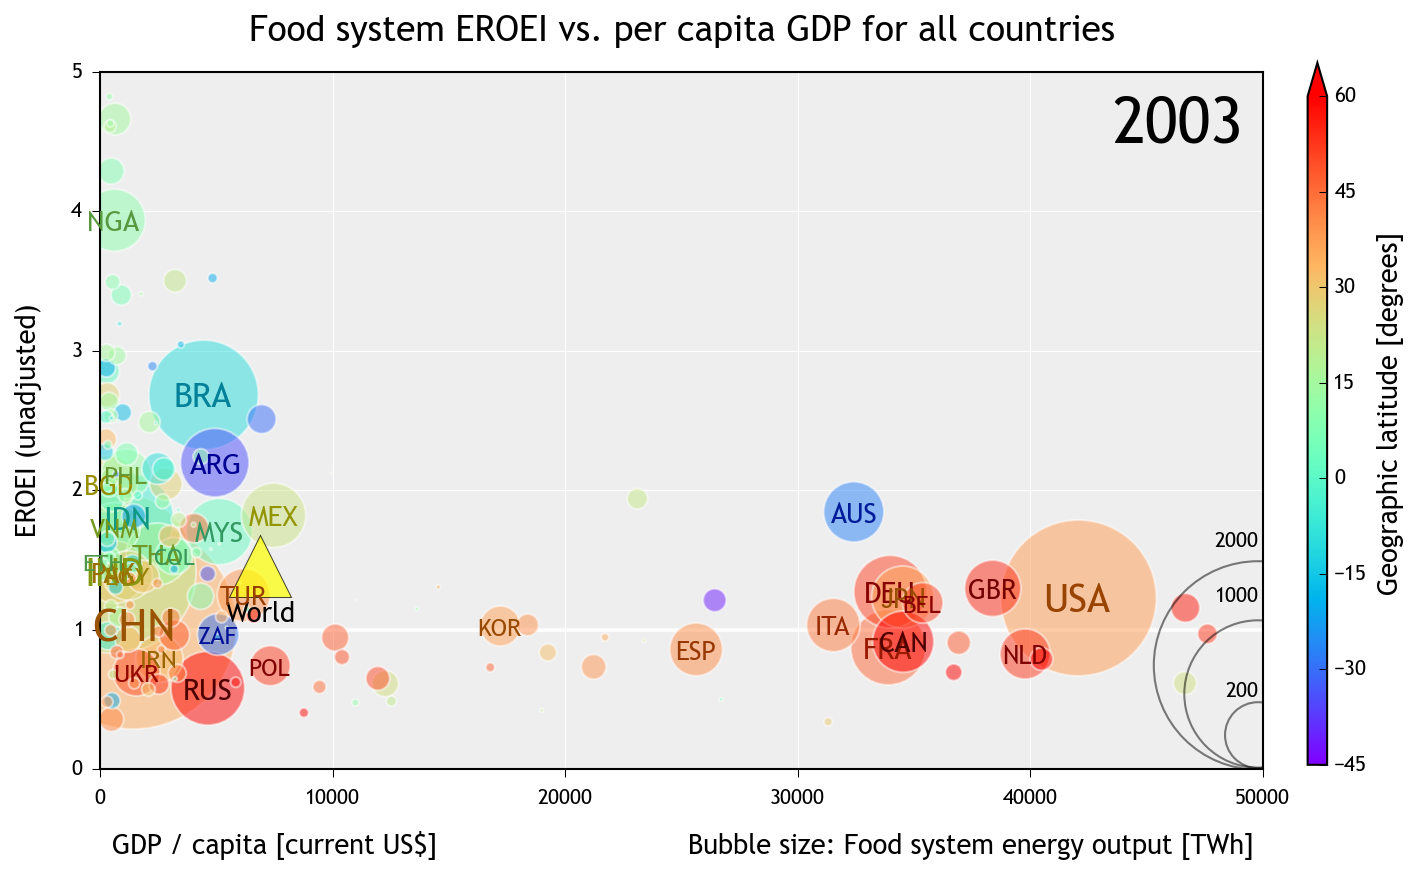 Food system EROEI vs. per capita GDP for all countries
2003
5
4
3
2
1
0
EROEI (unadjusted)
NGA
BRA
ARG
PHL
BGD
IDN
VNM
MYS
MEX
AUS
THA
COL
ETH
PAK
TUR
World
DEU
JPN
BEL
GBR
USA
CHN
ZAF
KOR
ITA
ESP
FRA
CAN
NLD
IRN
UKR
POL
RUS
2000
1000
200
0
10000
20000
30000
40000
50000
GDP / capita [current US$]
Bubble size: Food system energy output [TWh]
60
45
30
15
0
−15
−30
−45
Geographic latitude [degrees]